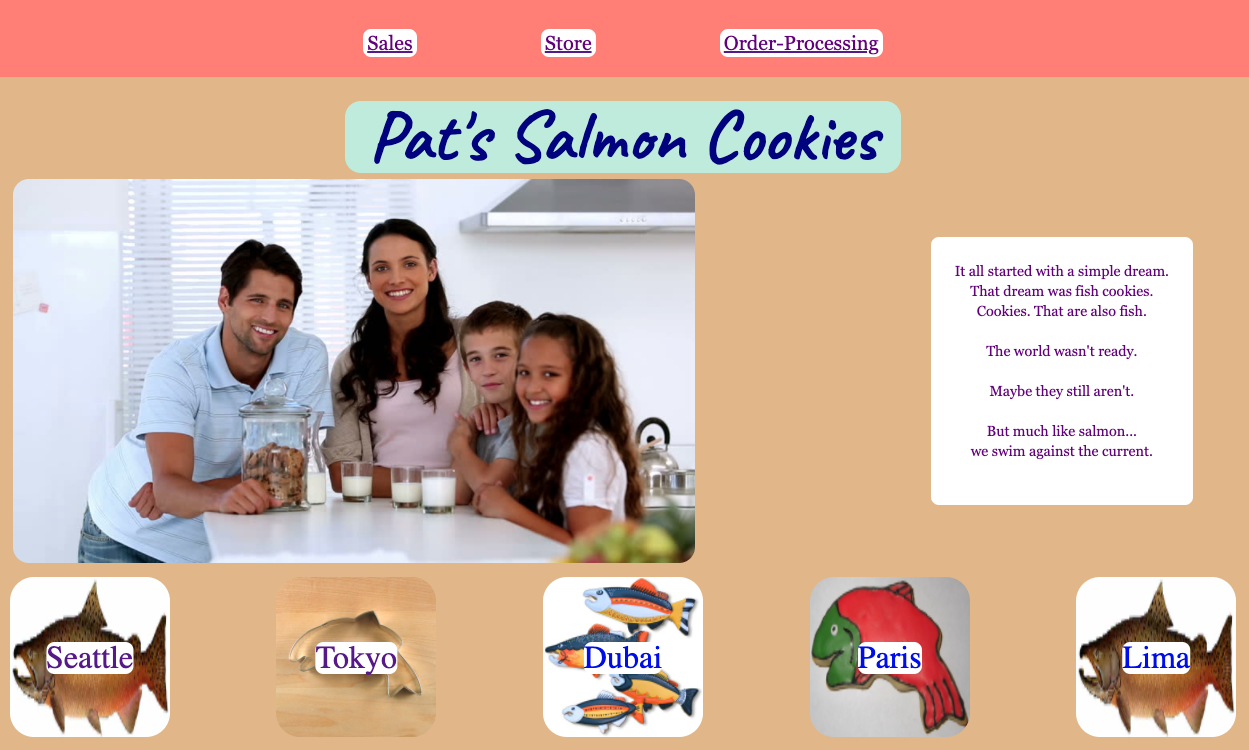 Sales
Store
Order-Processing
Pat's Salmon Cookies
It all started with a simple dream.
That dream was fish cookies.
Cookies. That are also fish.
The world wasn't ready.
Maybe they still aren't.
But much like salmon...
we swim against the current.
Seattle
Tokyo
Dubai
Paris
Lima